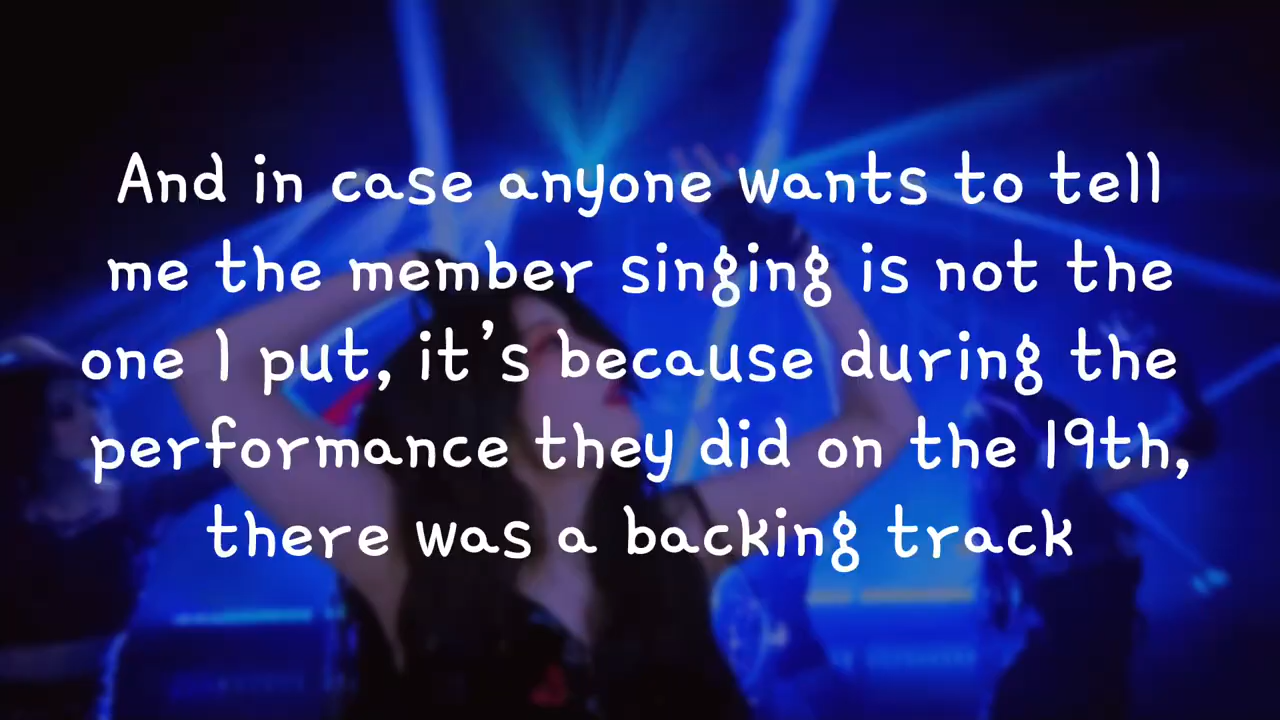 And in case anyone wants to tell
me the member singing is not the
one I put, it's because during the
performance they did on the 19th,
there was a backing track